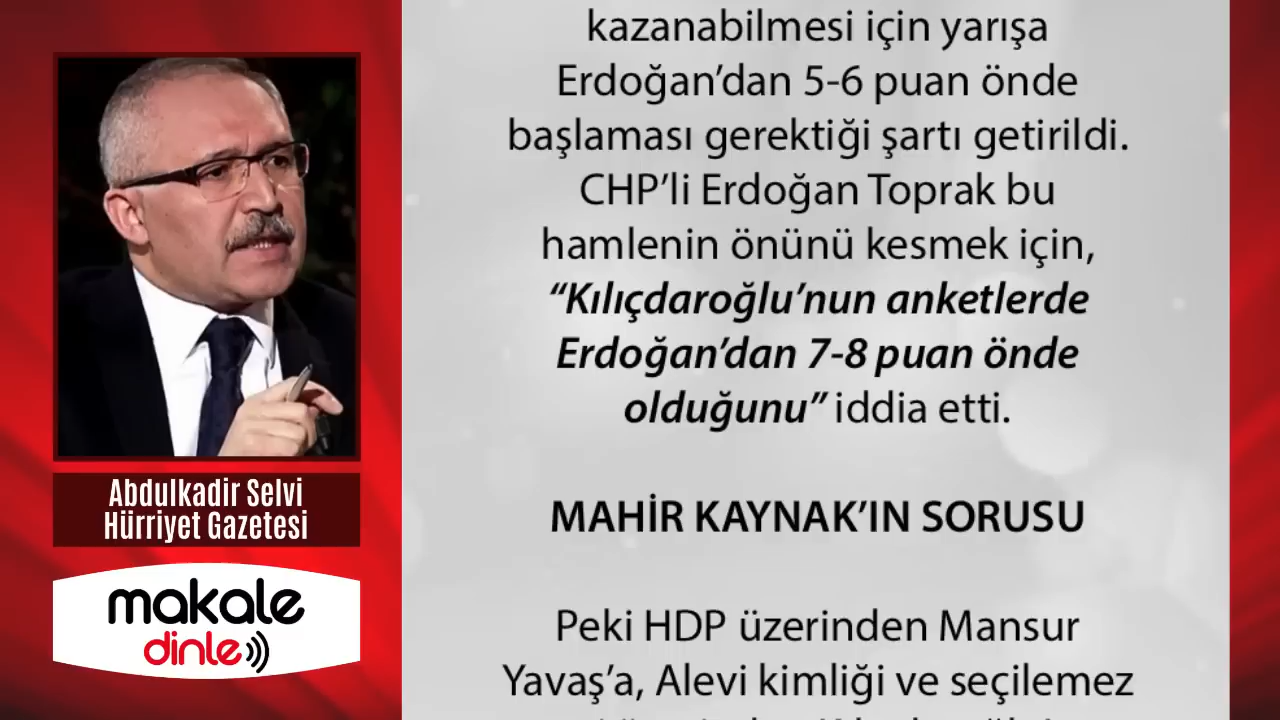 kazanabilmesi için yarışa
Erdoğan’dan 5-6 puan önde
başlaması gerektiği şartı getirildi.
CHP’li Erdoğan Toprak bu
hamlenin önünü kesmek için,
“Kılıçdaroğlu’nun anketlerde
Erdoğan’dan 7-8 puan önde
olduğunu” iddia etti.
MAHİR KAYNAK’IN SORUSU
Peki HDP üzerinden Mansur
Yavaş’a, Alevi kimliği ve seçilemez
Abdulkadir Selvi
Hürriyet Gazetesi
makale
dinle